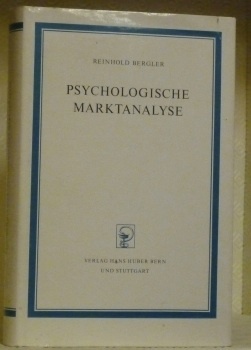 REINHOLD BERGLER
PSYCHOLOGISCHE
MARKTANALYSE
VERLAG HANS HUBER BERN
UND STUTTGART